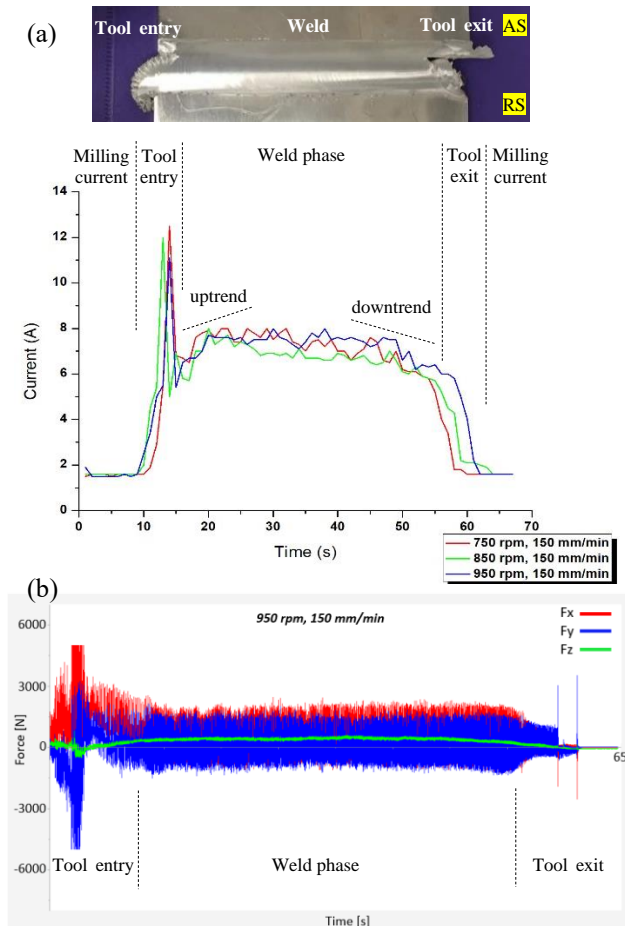 (a)
Tool entry Weld Tool exit AS
RS
Milling current Tool entry Weld phase Tool exit Milling current
14
12
10
8
6
4
2
0
Current (A)
uptrend
downtrend
0 10 20 30 40 50 60 70
Time (s)
750 rpm, 150 mm/min
850 rpm, 150 mm/min
950 rpm, 150 mm/min
(b)
950 rpm, 150 mm/min
Fx
Fy
Fz
6000
3000
0
-3000
-6000
Force [N]
65
Tool entry Weld phase Tool exit
Time [s]